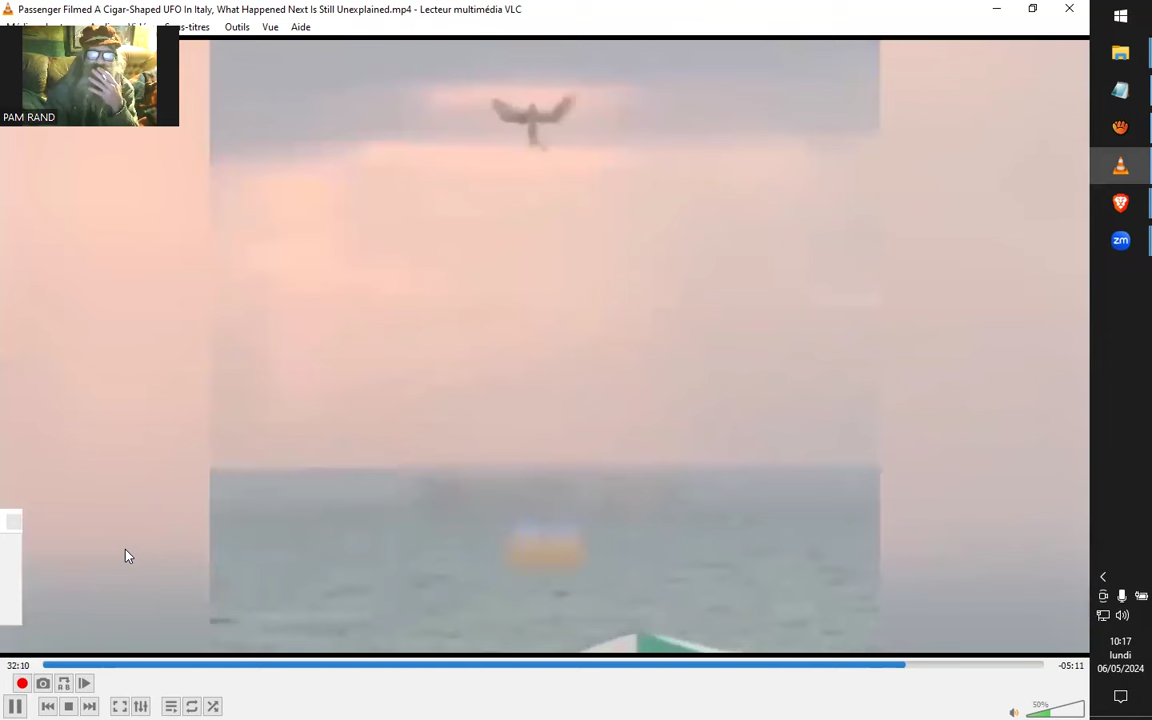 Passenger Filmed A Cigar-Shaped UFO In Italy, What Happened Next Is Still Unexplained.mp4 - Lecteur multimédia VLC
Outils Vue Aide
PAM RAND
zm
32:10
-05:11
50%
10:17
lundi
06/05/2024